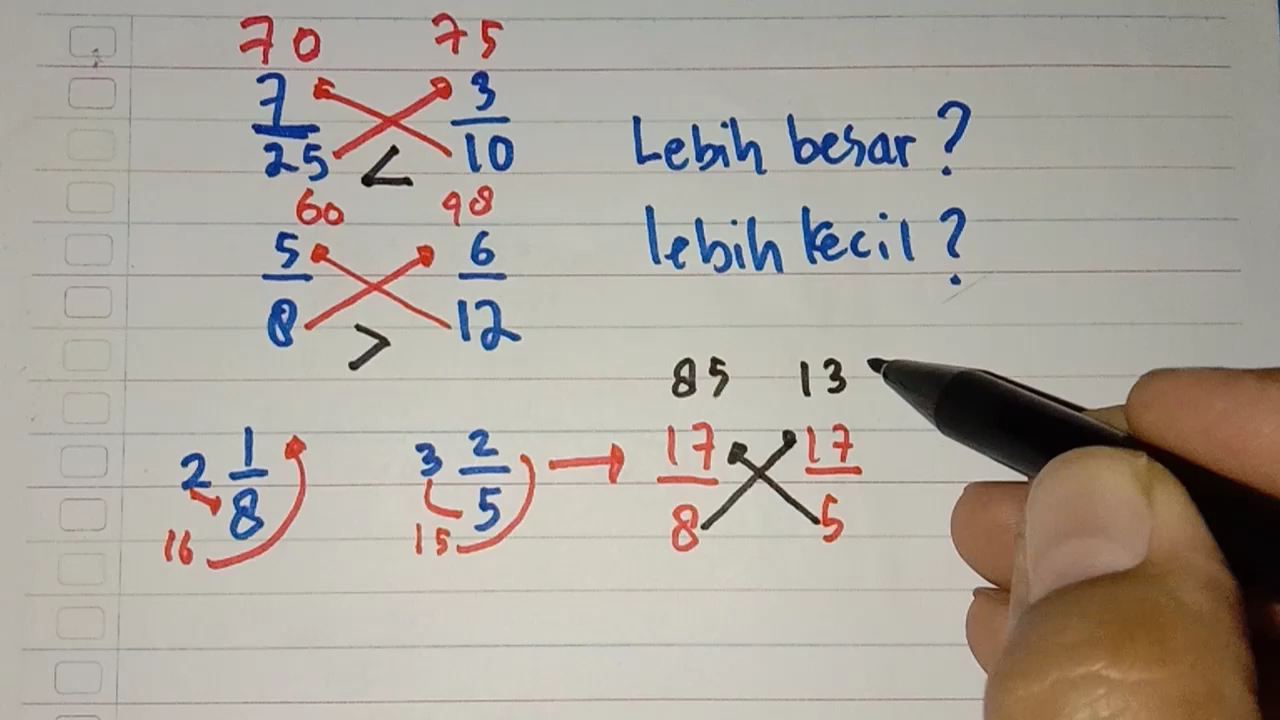 70 75
7/25 < 3/10
Lebih besar?
60 48
5/8 > 6/12
lebih kecil?
85 13
2 1/8 3 2/5 → 17/8 17/5
16 15